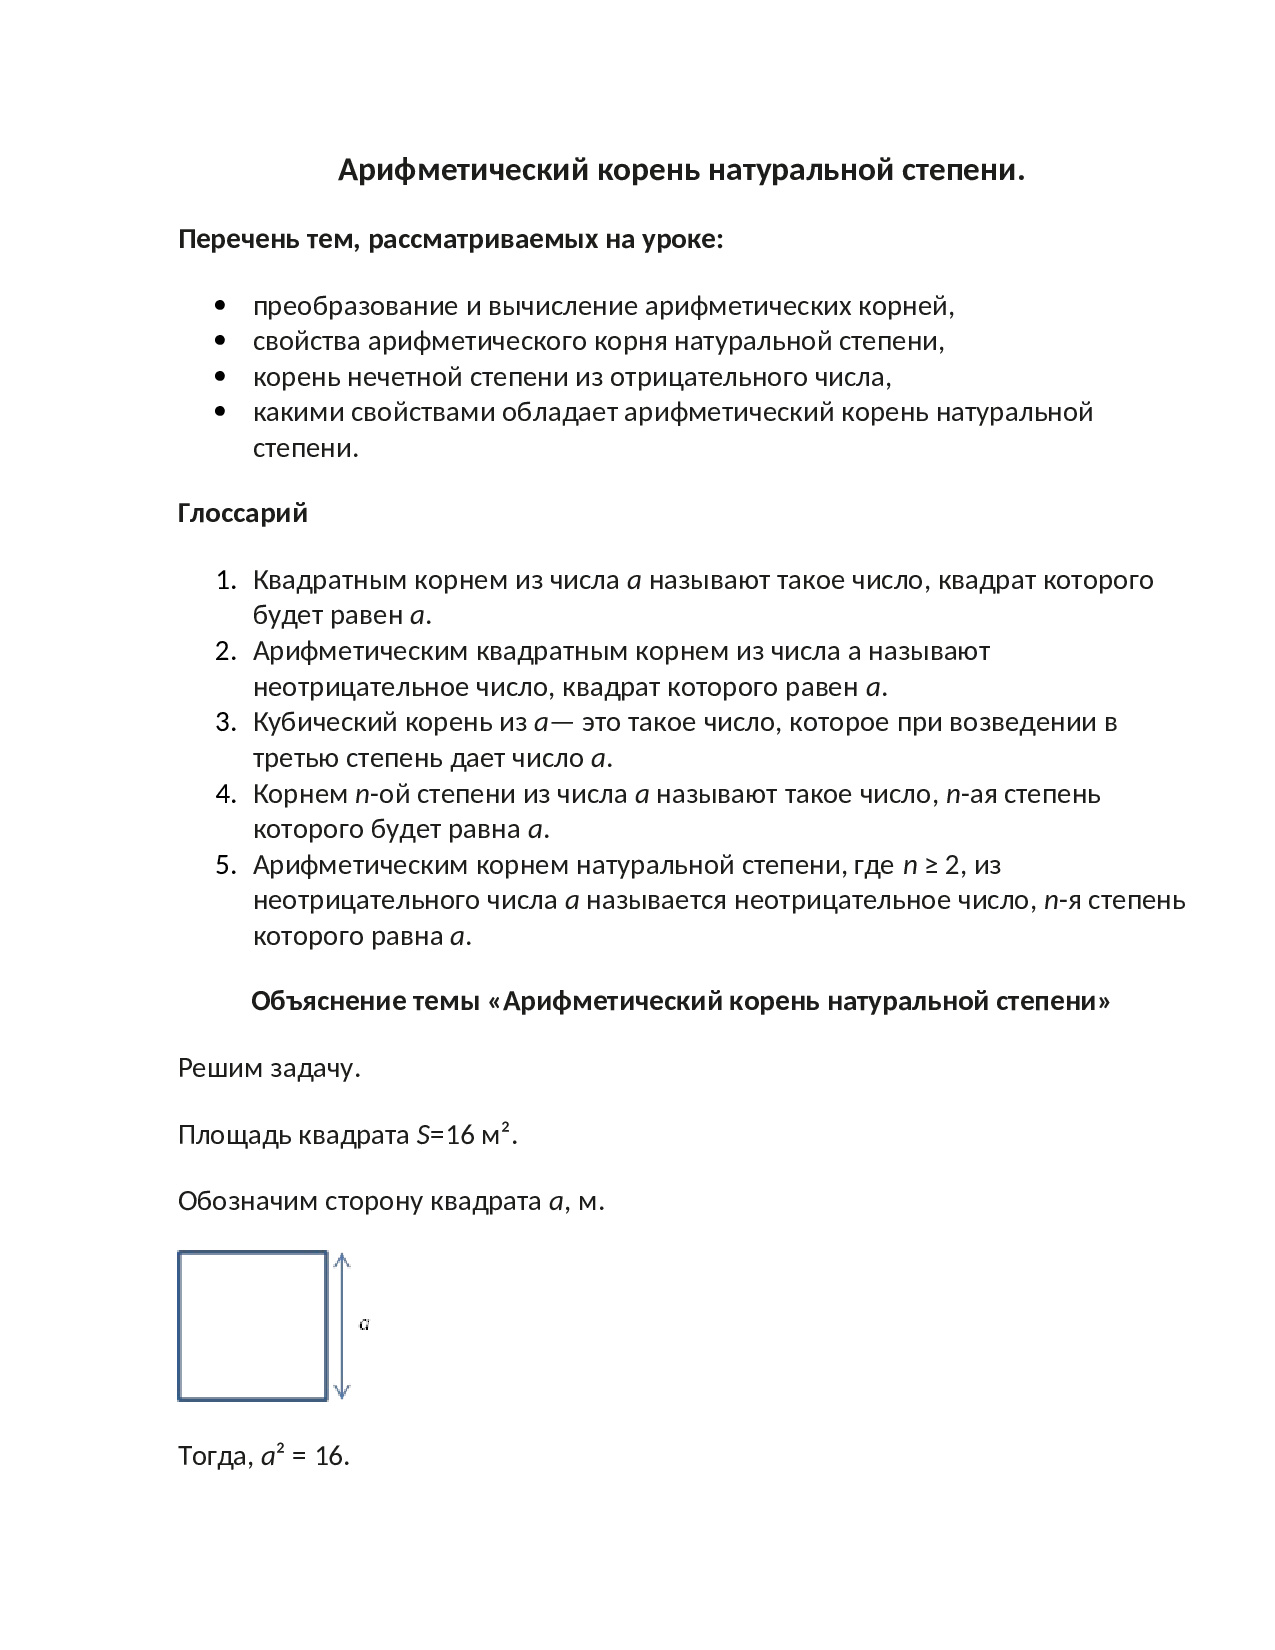 Арифметический корень натуральной степени.
Перечень тем, рассматриваемых на уроке:
• преобразование и вычисление арифметических корней,
• свойства арифметического корня натуральной степени,
• корень нечетной степени из отрицательного числа,
• какими свойствами обладает арифметический корень натуральной
степени.
Глоссарий
1. Квадратным корнем из числа a называют такое число, квадрат которого
будет равен a.
2. Арифметическим квадратным корнем из числа а называют
неотрицательное число, квадрат которого равен a.
3. Кубический корень из a— это такое число, которое при возведении в
третью степень дает число a.
4. Корнем n-ой степени из числа a называют такое число, n-ая степень
которого будет равна a.
5. Арифметическим корнем натуральной степени, где n ≥ 2, из
неотрицательного числа a называется неотрицательное число, n-я степень
которого равна a.
Объяснение темы «Арифметический корень натуральной степени»
Решим задачу.
Площадь квадрата S=16 м².
Обозначим сторону квадрата a, м.
a
Тогда, a² = 16.